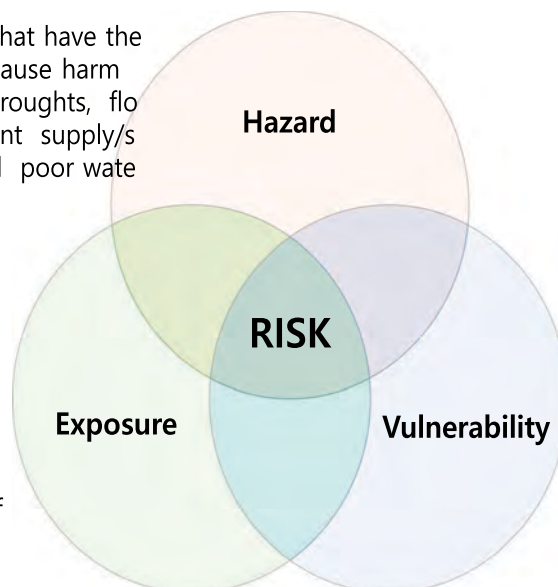 hat have the
ause harm
roughts, flo
nt supply/s
poor wate
Hazard
RISK
Exposure
Vulnerability